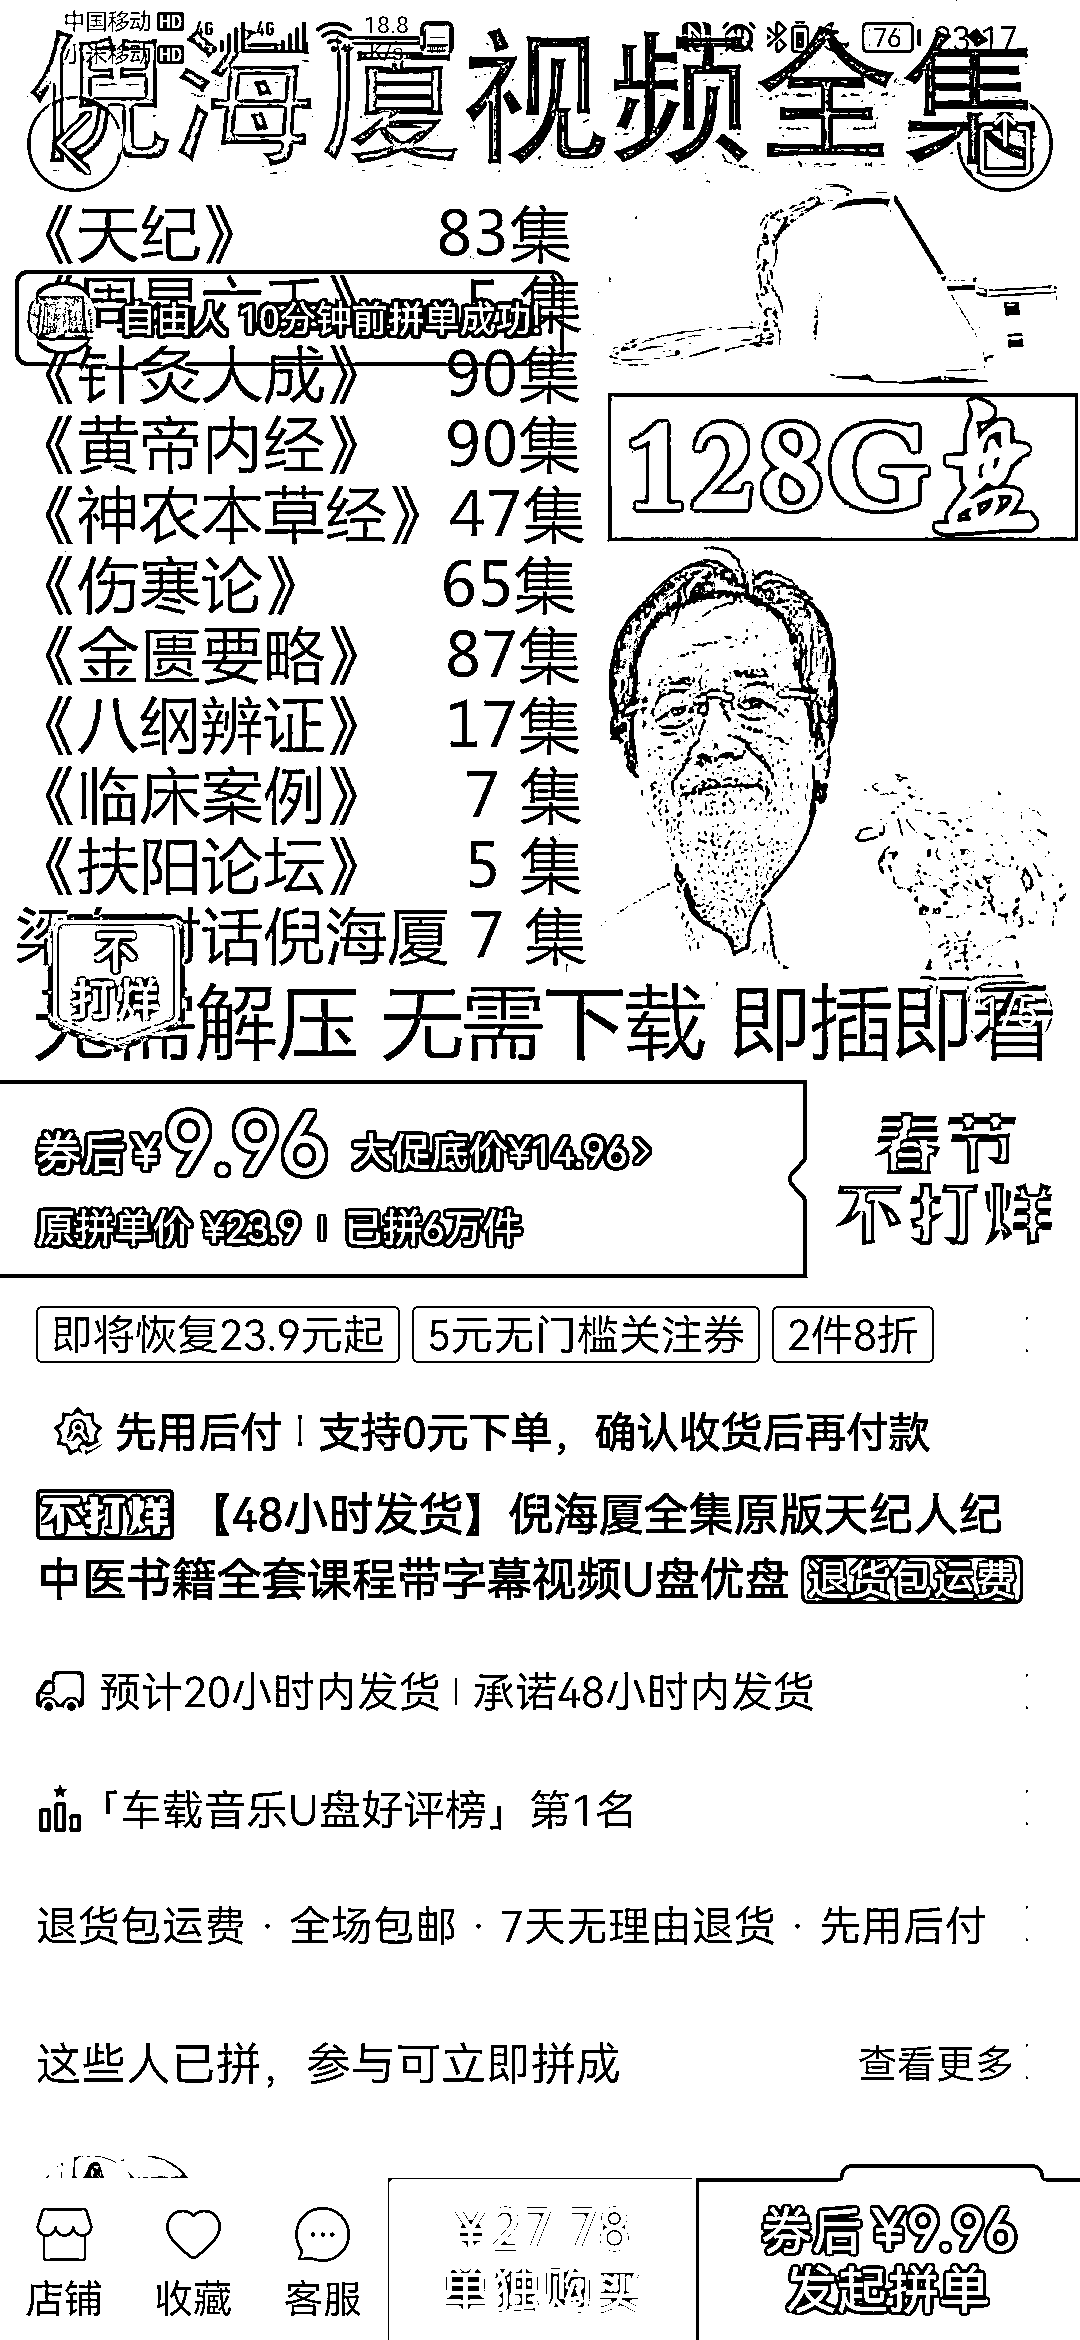 中国移动 HD 4G 4G 18.8 K/s 76 23:17
小米移动 HD
倪海厦视频全集
《天纪》 83集
5 集
自由人 10分钟前拼单成功
《针灸大成》 90集
《黄帝内经》 90集
128G盘
《神农本草经》 47集
《伤寒论》 65集
《金匮要略》 87集
《八纲辨证》 17集
《临床案例》 7 集
《扶阳论坛》 5 集
对话倪海厦 7 集
不
打烊
无需解压 无需下载 即插即看
1/5
券后¥9.96 大促底价¥14.96>
原拼单价 ¥23.9 | 已拼6万件
春节
不打烊
即将恢复23.9元起 5元无门槛关注券 2件8折
先用后付 | 支持0元下单，确认收货后再付款
不打烊 【48小时发货】倪海厦全集原版天纪人纪
中医书籍全套课程带字幕视频U盘优盘 退货包运费
预计20小时内发货 | 承诺48小时内发货
「车载音乐U盘好评榜」第1名
退货包运费 · 全场包邮 · 7天无理由退货 · 先用后付
这些人已拼，参与可立即拼成 查看更多
店铺 收藏 客服
¥27.78
单独购买
券后¥9.96
发起拼单